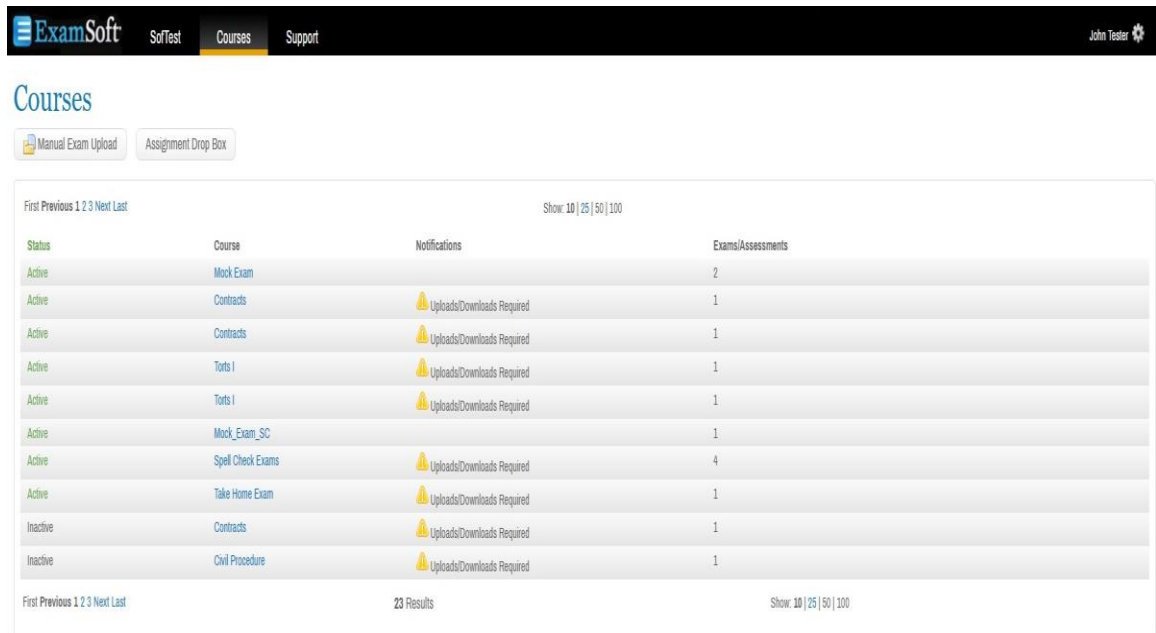 ExamSoft SofTest Courses Support John Tester
Courses
Manual Exam Upload Assignment Drop Box
First Previous 1 2 3 Next Last Show: 10 | 25 | 50 | 100
Status Course Notifications Exams/Assessments
Active Mock Exam 2
Active Contracts Uploads/Downloads Required 1
Active Contracts Uploads/Downloads Required 1
Active Torts I Uploads/Downloads Required 1
Active Torts I Uploads/Downloads Required 1
Active Mock_Exam_SC 1
Active Spell Check Exams Uploads/Downloads Required 4
Active Take Home Exam Uploads/Downloads Required 1
Inactive Contracts Uploads/Downloads Required 1
Inactive Civil Procedure Uploads/Downloads Required 1
First Previous 1 2 3 Next Last 23 Results Show: 10 | 25 | 50 | 100